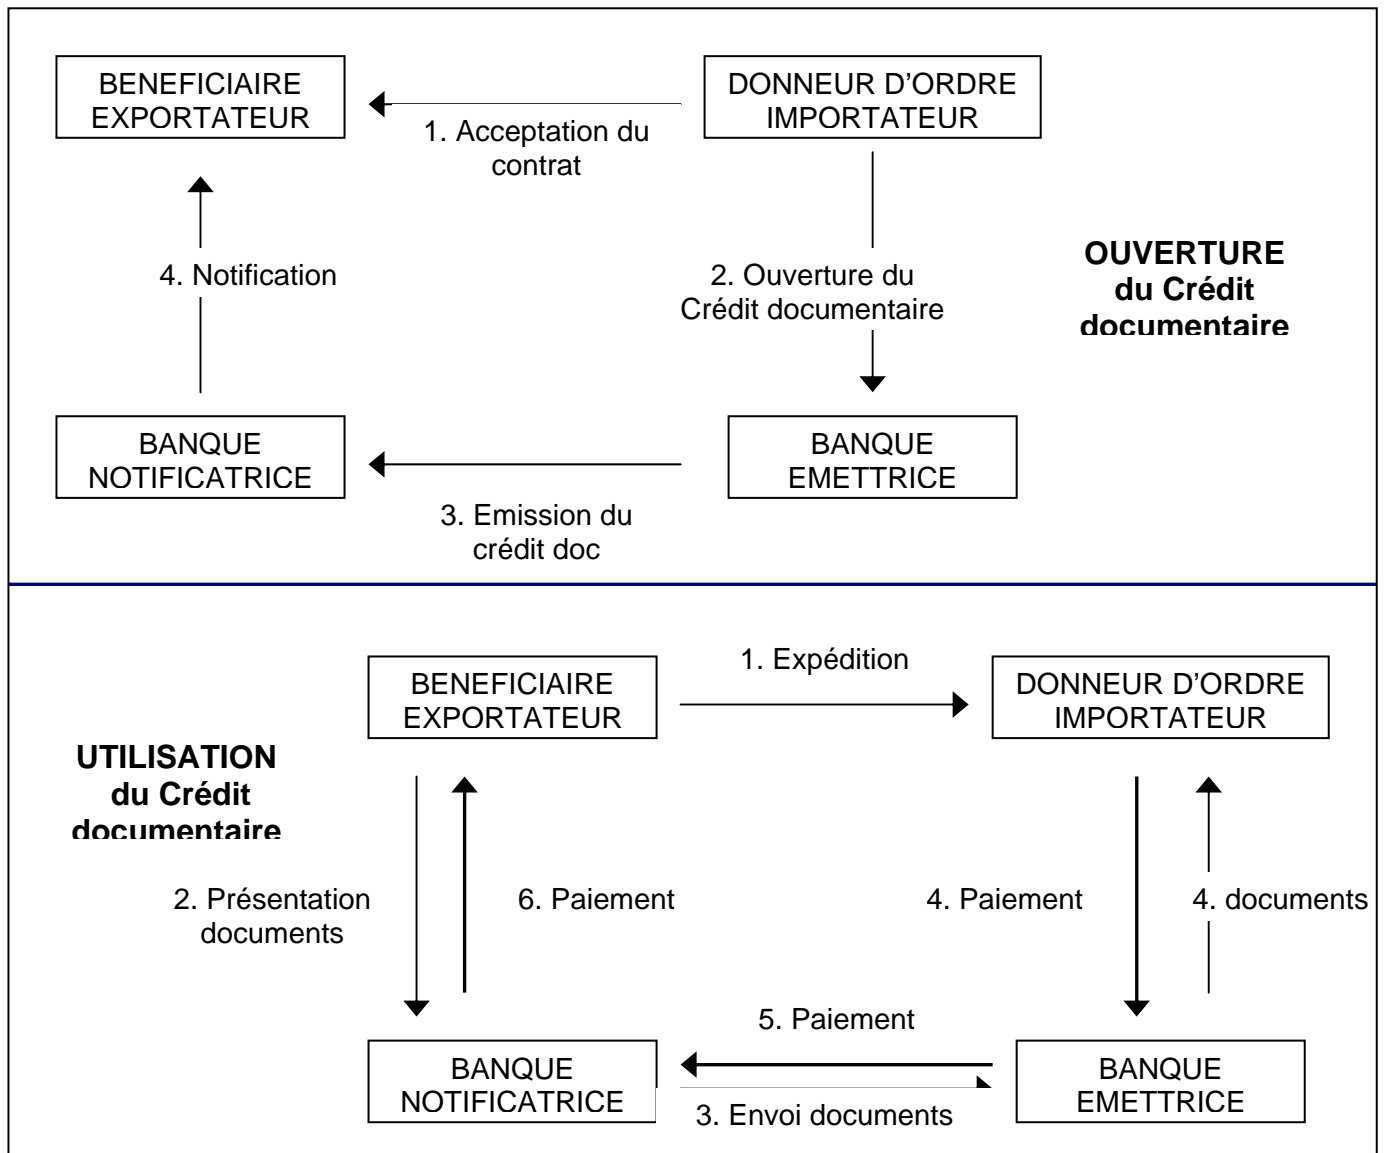 BENEFICIAIRE
EXPORTATEUR
DONNEUR D'ORDRE
IMPORTATEUR
1. Acceptation du
contrat
4. Notification
2. Ouverture du
Crédit documentaire
OUVERTURE
du Crédit
documentaire
BANQUE
NOTIFICATRICE
BANQUE
EMETTRICE
3. Emission du
crédit doc
1. Expédition
BENEFICIAIRE
EXPORTATEUR
DONNEUR D'ORDRE
IMPORTATEUR
UTILISATION
du Crédit
documentaire
2. Présentation
documents
6. Paiement
4. Paiement
4. documents
5. Paiement
BANQUE
NOTIFICATRICE
BANQUE
EMETTRICE
3. Envoi documents